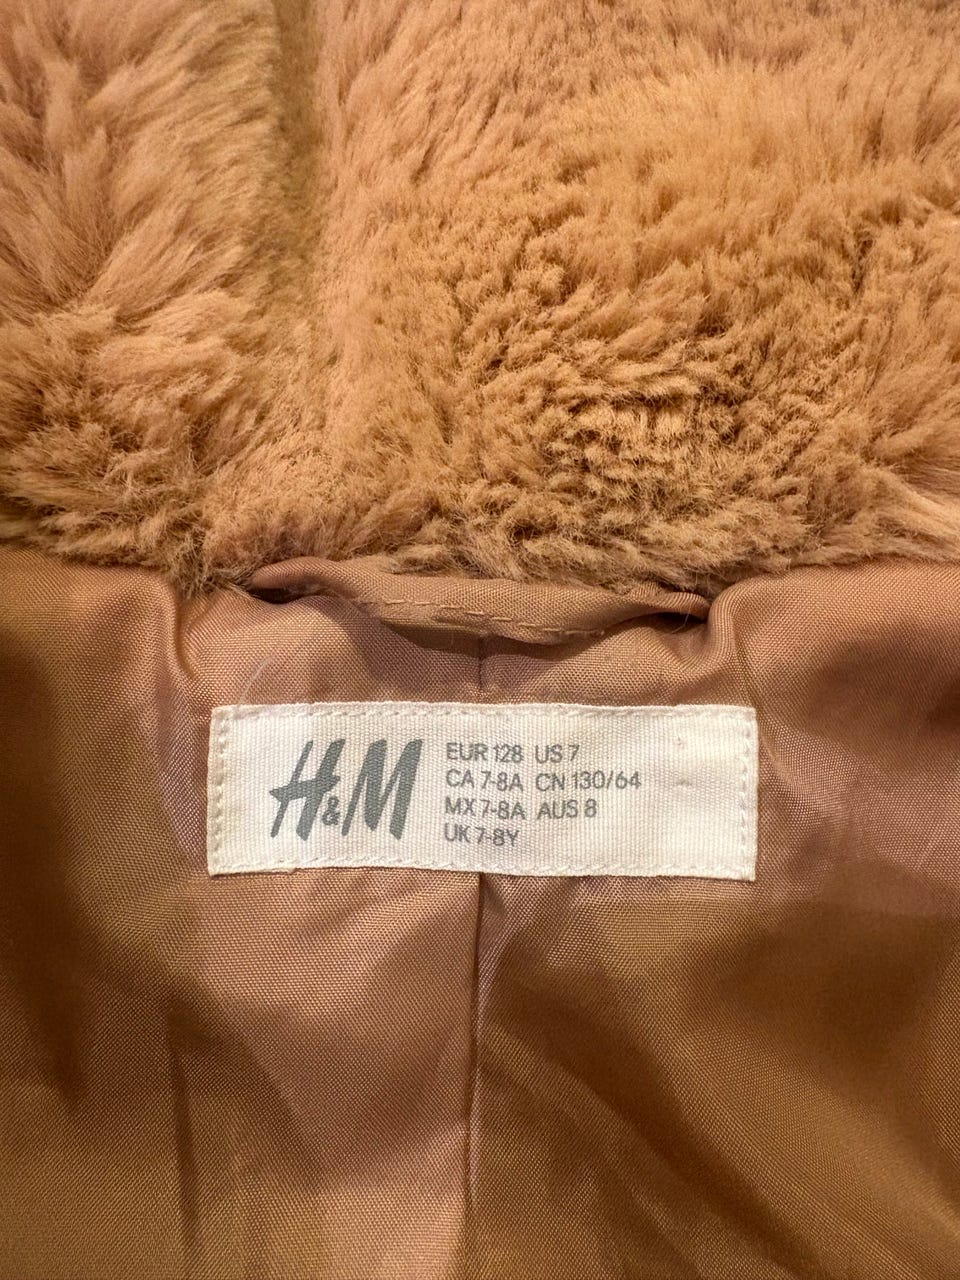 H&M
EUR 128 US 7
CA 7-8A CN 130/64
MX 7-8A AUS 8
UK 7-8Y